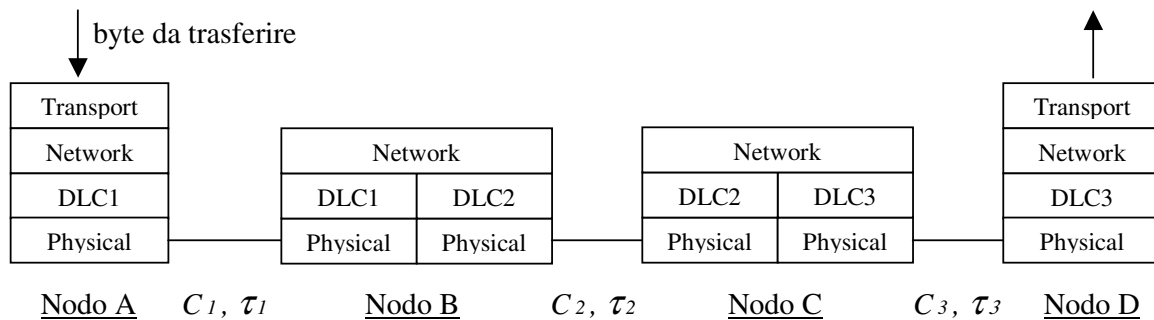 byte da trasferire
Transport Transport
Network Network Network Network
DLC1 DLC1 DLC2 DLC2 DLC3 DLC3
Physical Physical Physical Physical Physical Physical
Nodo A C1, τ1 Nodo B C2, τ2 Nodo C C3, τ3 Nodo D